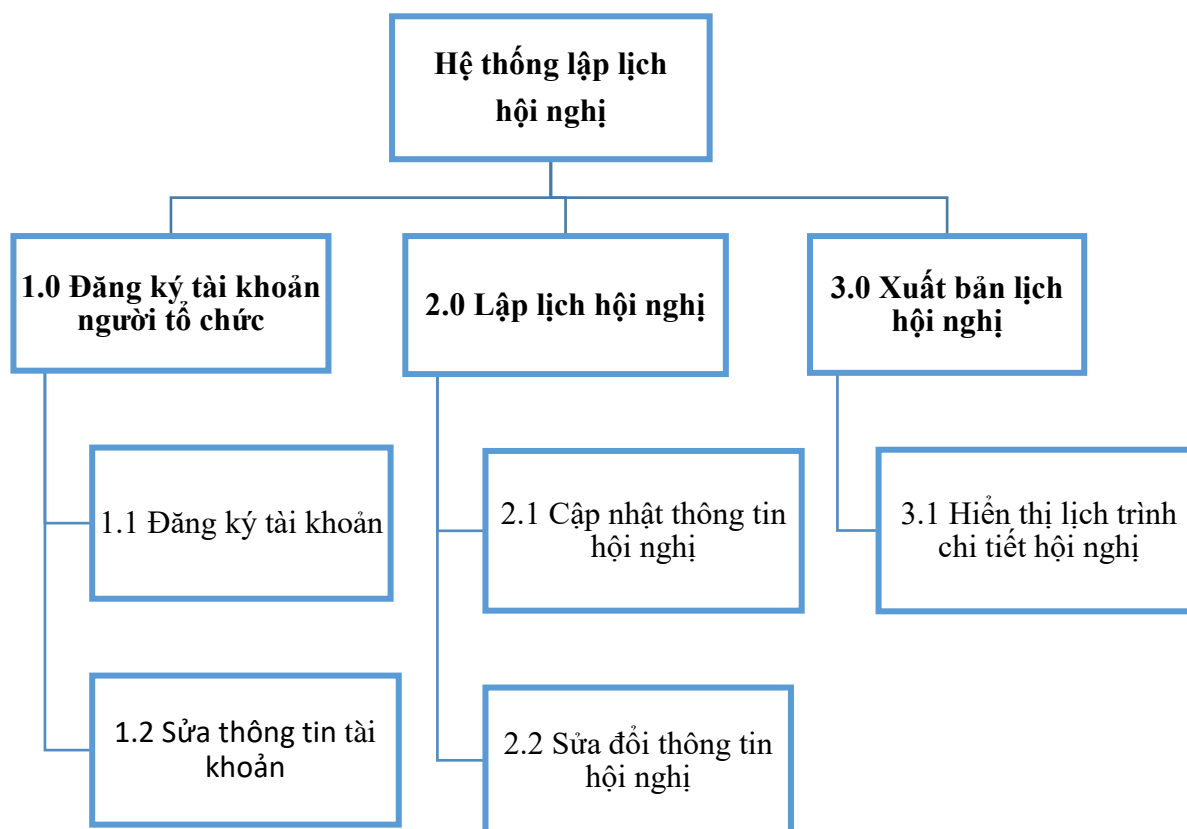 Hệ thống lập lịch
hội nghị
1.0 Đăng ký tài khoản
người tổ chức
2.0 Lập lịch hội nghị
3.0 Xuất bản lịch
hội nghị
1.1 Đăng ký tài khoản
2.1 Cập nhật thông tin
hội nghị
3.1 Hiển thị lịch trình
chi tiết hội nghị
1.2 Sửa thông tin tài
khoản
2.2 Sửa đổi thông tin
hội nghị